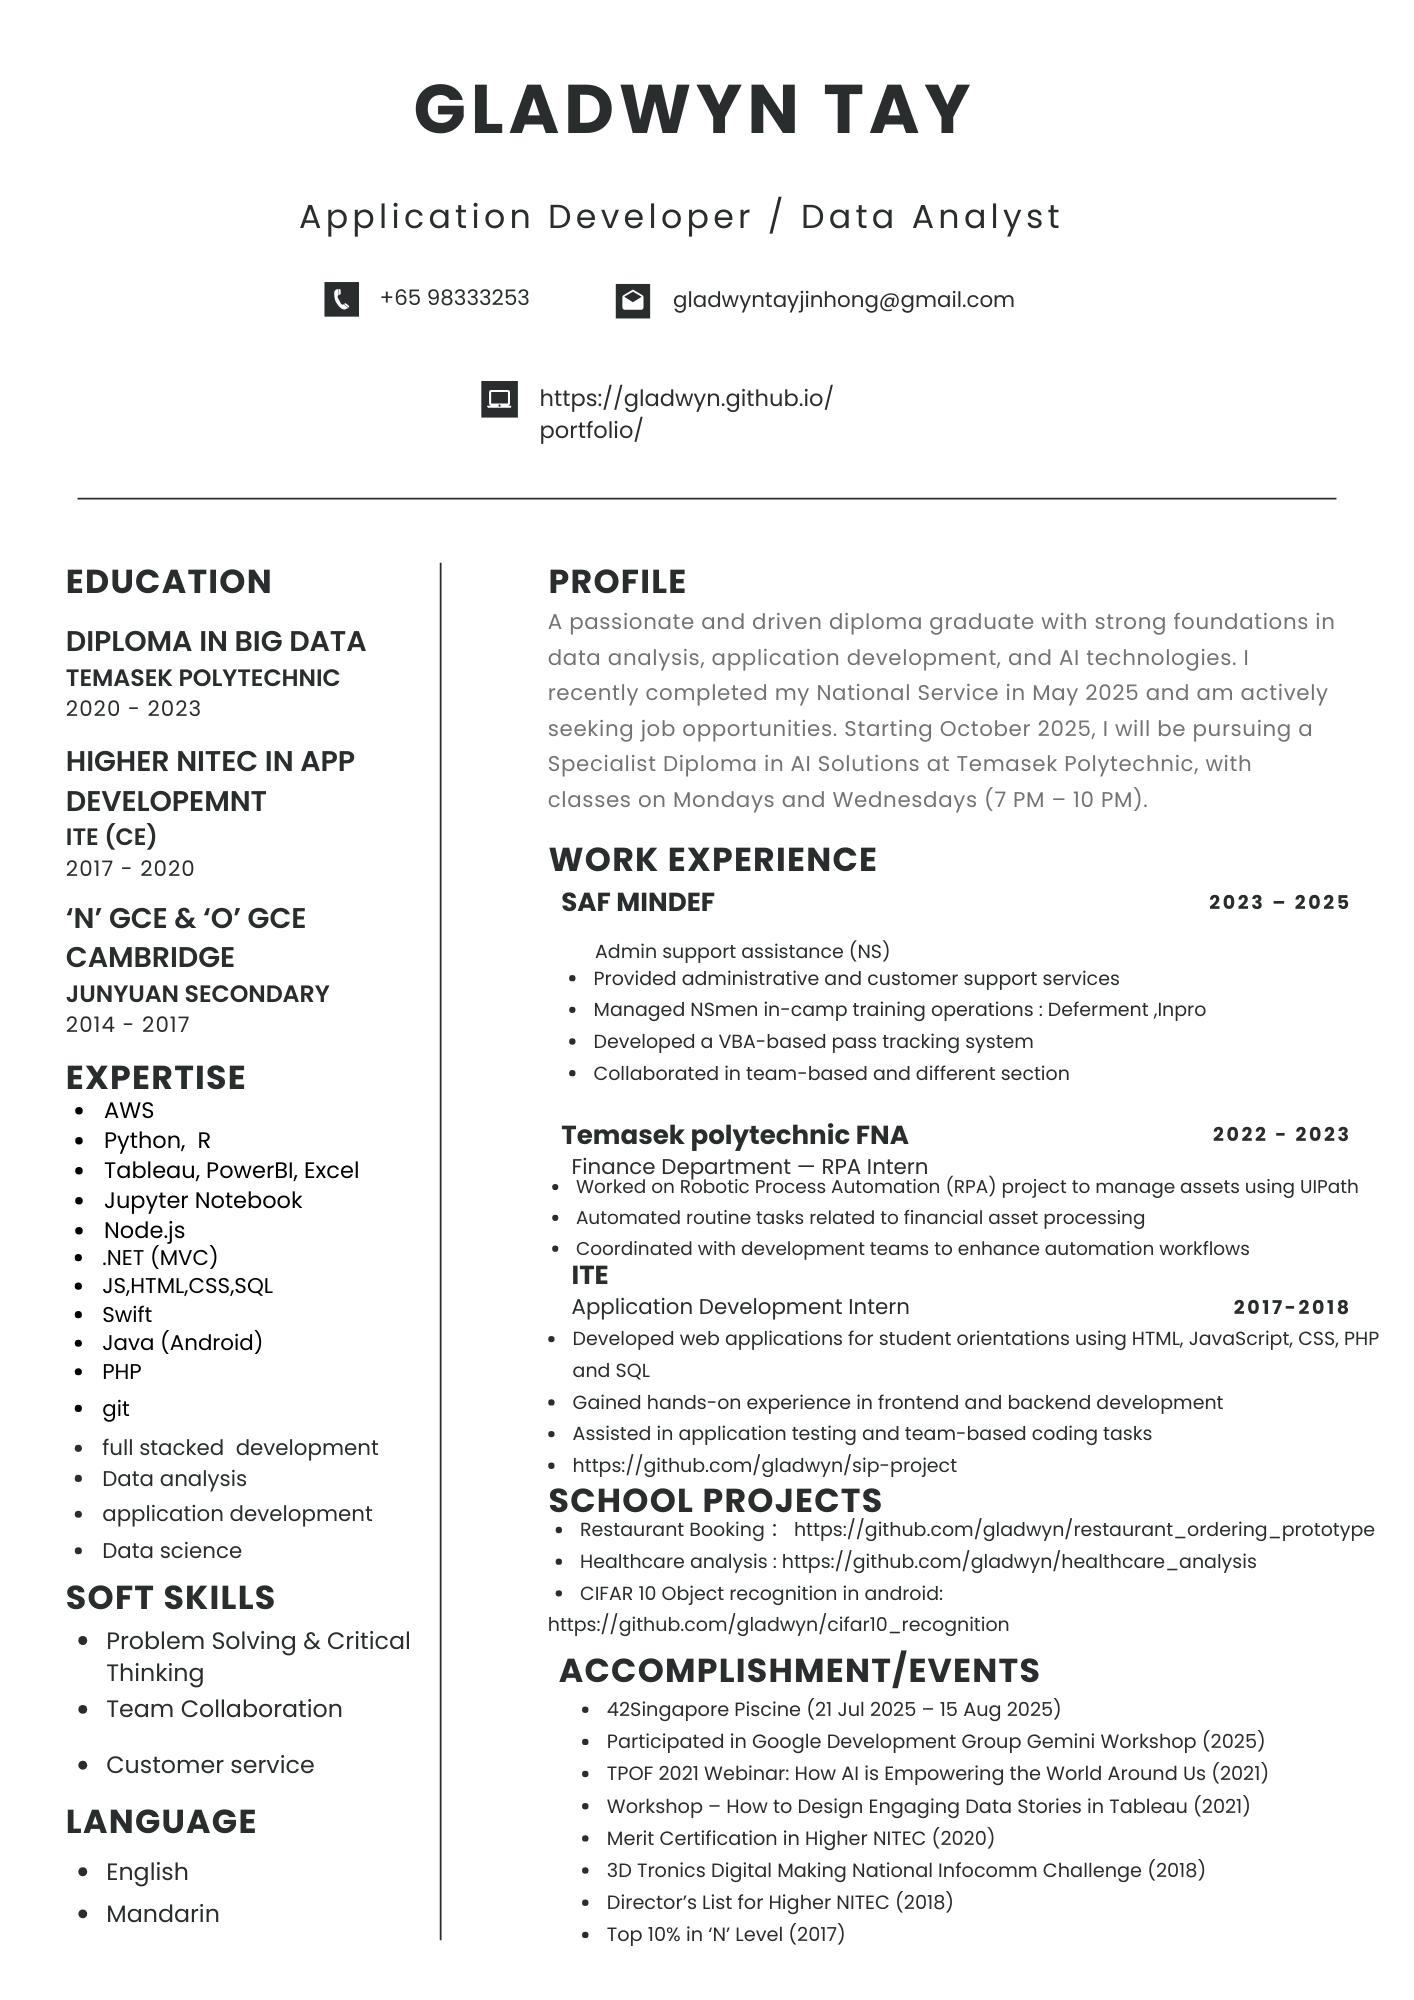 GLADWYN TAY
Application Developer / Data Analyst
+65 98333253
gladwyntayjinhong@gmail.com
https://gladwyn.github.io/
portfolio/
EDUCATION
DIPLOMA IN BIG DATA
TEMASEK POLYTECHNIC
2020 - 2023
HIGHER NITEC IN APP
DEVELOPEMNT
ITE (CE)
2017 - 2020
‘N’ GCE & ‘O’ GCE
CAMBRIDGE
JUNYUAN SECONDARY
2014 - 2017
EXPERTISE
• AWS
• Python,  R
• Tableau, PowerBI, Excel
• Jupyter Notebook
• Node.js
• .NET (MVC)
• JS,HTML,CSS,SQL
• Swift
• Java (Android)
• PHP
• git
• full stacked  development
• Data analysis
• application development
• Data science
SOFT SKILLS
• Problem Solving & Critical
Thinking
• Team Collaboration
• Customer service
LANGUAGE
• English
• Mandarin
PROFILE
A passionate and driven diploma graduate with strong foundations in
data analysis, application development, and AI technologies. I
recently completed my National Service in May 2025 and am actively
seeking job opportunities. Starting October 2025, I will be pursuing a
Specialist Diploma in AI Solutions at Temasek Polytechnic, with
classes on Mondays and Wednesdays (7 PM – 10 PM).
WORK EXPERIENCE
SAF MINDEF 2023 – 2025
Admin support assistance (NS)
• Provided administrative and customer support services
• Managed NSmen in-camp training operations : Deferment ,Inpro
• Developed a VBA-based pass tracking system
• Collaborated in team-based and different section
Temasek polytechnic FNA 2022 - 2023
Finance Department — RPA Intern
• Worked on Robotic Process Automation (RPA) project to manage assets using UIPath
• Automated routine tasks related to financial asset processing
• Coordinated with development teams to enhance automation workflows
ITE
Application Development Intern 2017-2018
• Developed web applications for student orientations using HTML, JavaScript, CSS, PHP
and SQL
• Gained hands-on experience in frontend and backend development
• Assisted in application testing and team-based coding tasks
• https://github.com/gladwyn/sip-project
SCHOOL PROJECTS
• Restaurant Booking :  https://github.com/gladwyn/restaurant_ordering_prototype
• Healthcare analysis : https://github.com/gladwyn/healthcare_analysis
• CIFAR 10 Object recognition in android:
https://github.com/gladwyn/cifar10_recognition
ACCOMPLISHMENT/EVENTS
• 42Singapore Piscine (21 Jul 2025 – 15 Aug 2025)
• Participated in Google Development Group Gemini Workshop (2025)
• TPOF 2021 Webinar: How AI is Empowering the World Around Us (2021)
• Workshop – How to Design Engaging Data Stories in Tableau (2021)
• Merit Certification in Higher NITEC (2020)
• 3D Tronics Digital Making National Infocomm Challenge (2018)
• Director’s List for Higher NITEC (2018)
• Top 10% in ‘N’ Level (2017)